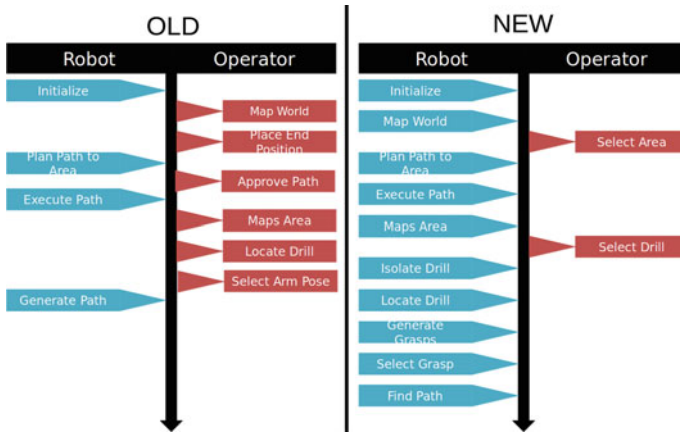 OLD
Robot
Operator
Initialize
Map World
Place End
Position
Plan Path to
Area
Approve Path
Execute Path
Maps Area
Locate Drill
Select Arm Pose
Generate Path
NEW
Robot
Operator
Initialize
Map World
Select Area
Plan Path to
Area
Execute Path
Maps Area
Select Drill
Isolate Drill
Locate Drill
Generate
Grasps
Select Grasp
Find Path